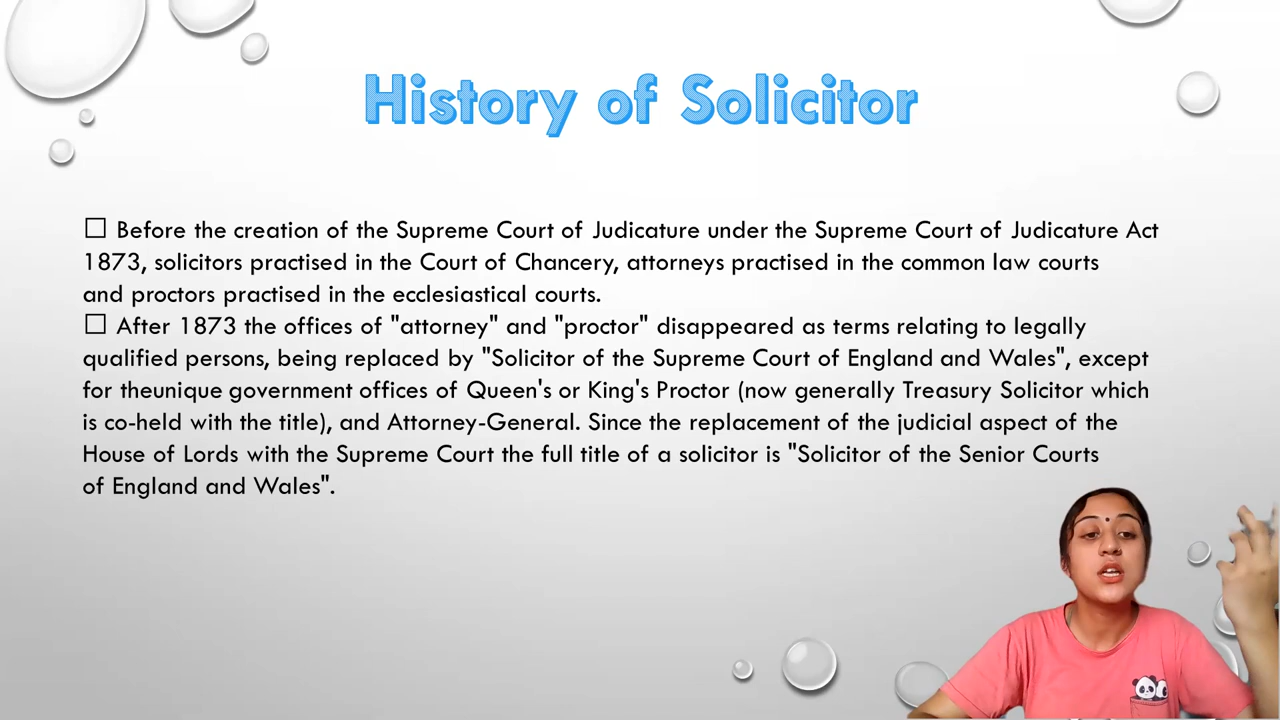 History of Solicitor
☐ Before the creation of the Supreme Court of Judicature under the Supreme Court of Judicature Act
1873, solicitors practised in the Court of Chancery, attorneys practised in the common law courts
and proctors practised in the ecclesiastical courts.
☐ After 1873 the offices of "attorney" and "proctor" disappeared as terms relating to legally
qualified persons, being replaced by "Solicitor of the Supreme Court of England and Wales", except
for theunique government offices of Queen's or King's Proctor (now generally Treasury Solicitor which
is co-held with the title), and Attorney-General. Since the replacement of the judicial aspect of the
House of Lords with the Supreme Court the full title of a solicitor is "Solicitor of the Senior Courts
of England and Wales".